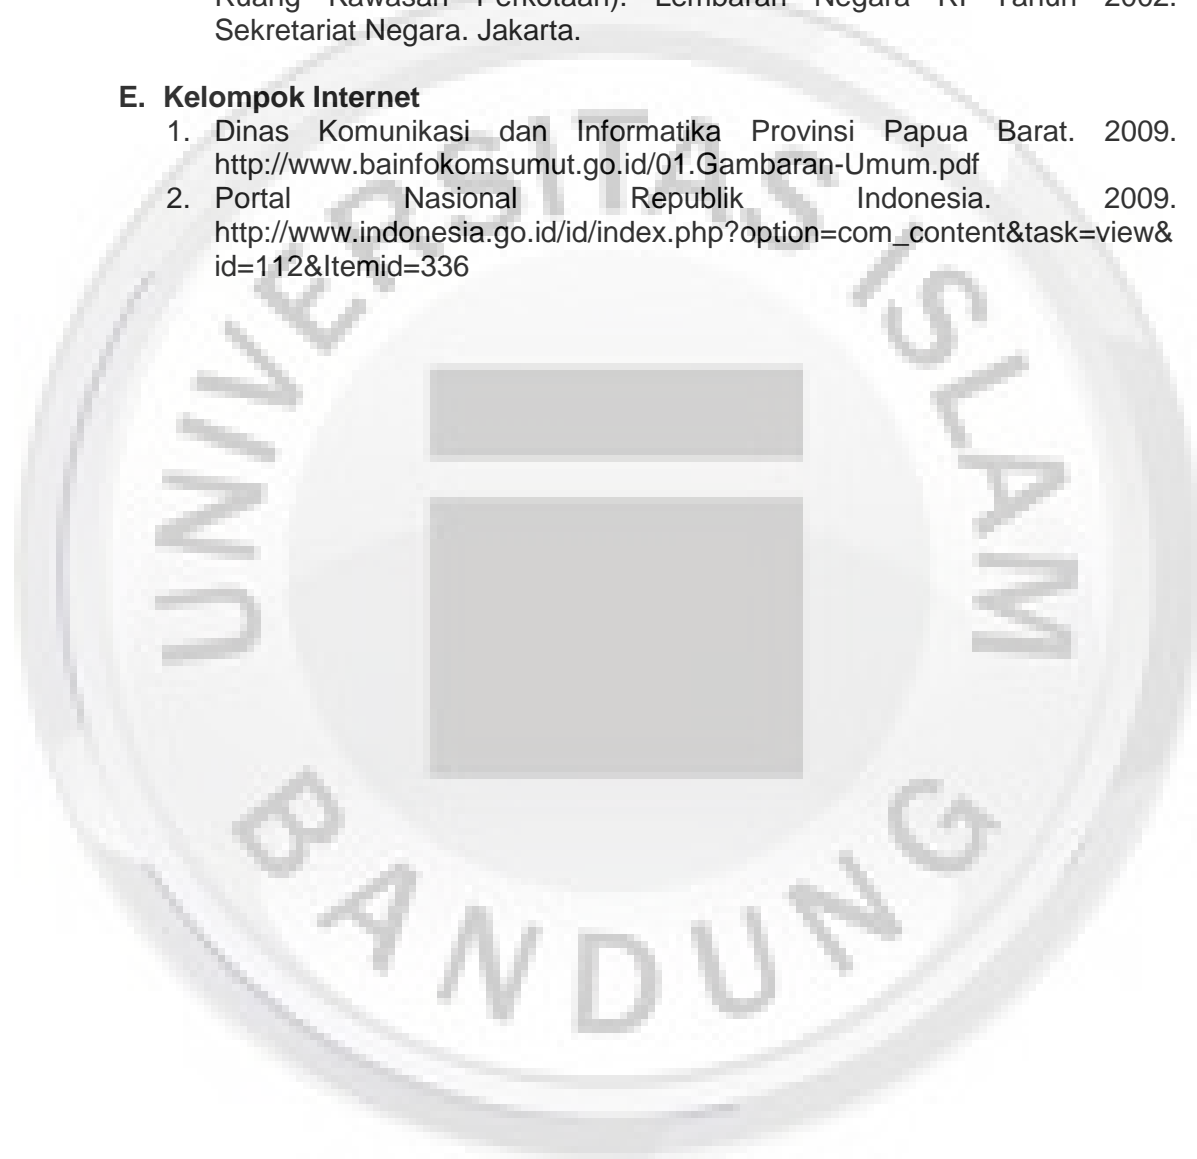 Ruang Kawasan Perkotaan). Lembaran Negara RI Tahun 2002.
Sekretariat Negara. Jakarta.
E. Kelompok Internet
1. Dinas Komunikasi dan Informatika Provinsi Papua Barat. 2009.
http://www.bainfokomsumut.go.id/01.Gambaran-Umum.pdf
2. Portal Nasional Republik Indonesia. 2009.
http://www.indonesia.go.id/id/index.php?option=com_content&task=view&
id=112&Itemid=336
UNIVERSITAS ISLAM
BANDUNG